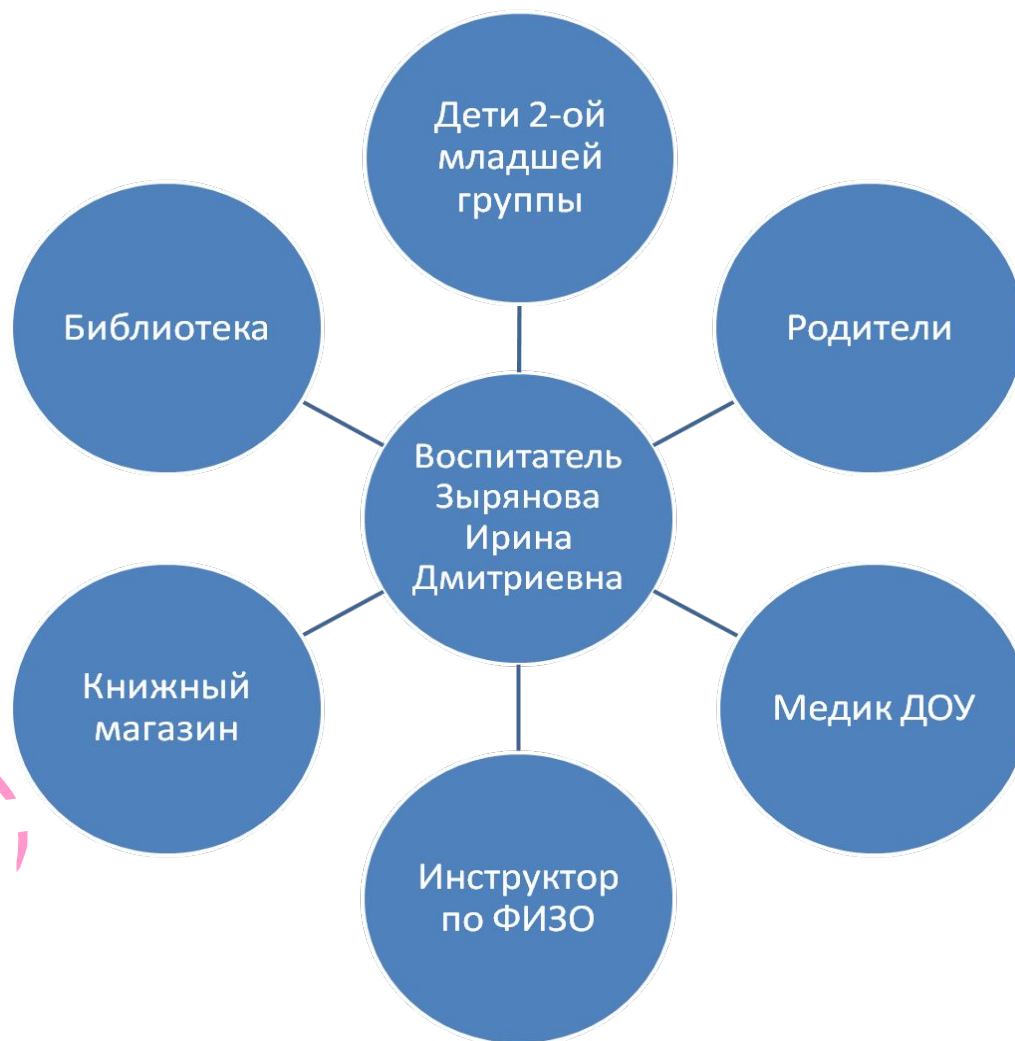 Дети 2-ой
младшей
группы
Библиотека
Родители
Воспитатель
Зырянова
Ирина
Дмитриевна
Книжный
магазин
Медик ДОУ
Инструктор
по ФИЗО